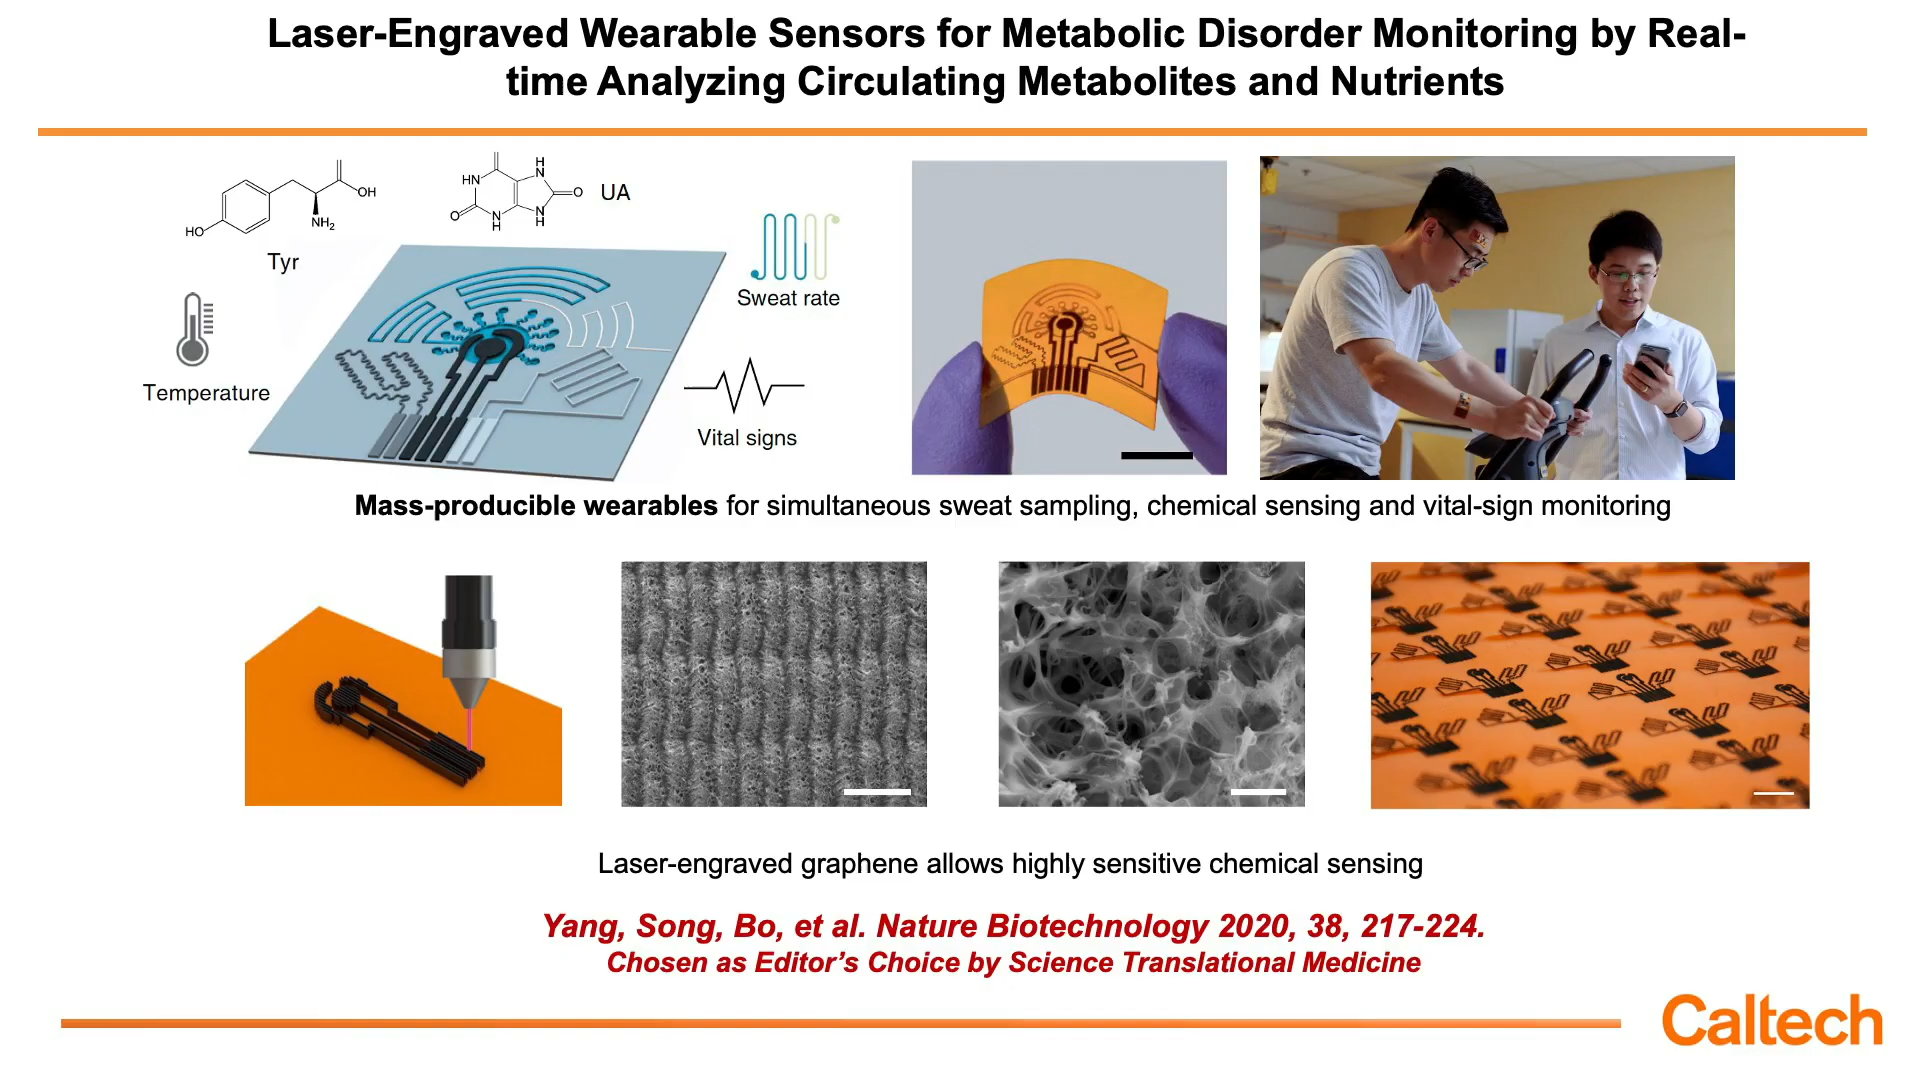 Laser-Engraved Wearable Sensors for Metabolic Disorder Monitoring by Real-
time Analyzing Circulating Metabolites and Nutrients
HO
NH2
OH
Tyr
HN
H
N
O
O
N
H
N
H
UA
Temperature
Sweat rate
Vital signs
Mass-producible wearables for simultaneous sweat sampling, chemical sensing and vital-sign monitoring
Laser-engraved graphene allows highly sensitive chemical sensing
Yang, Song, Bo, et al. Nature Biotechnology 2020, 38, 217-224.
Chosen as Editor’s Choice by Science Translational Medicine
Caltech